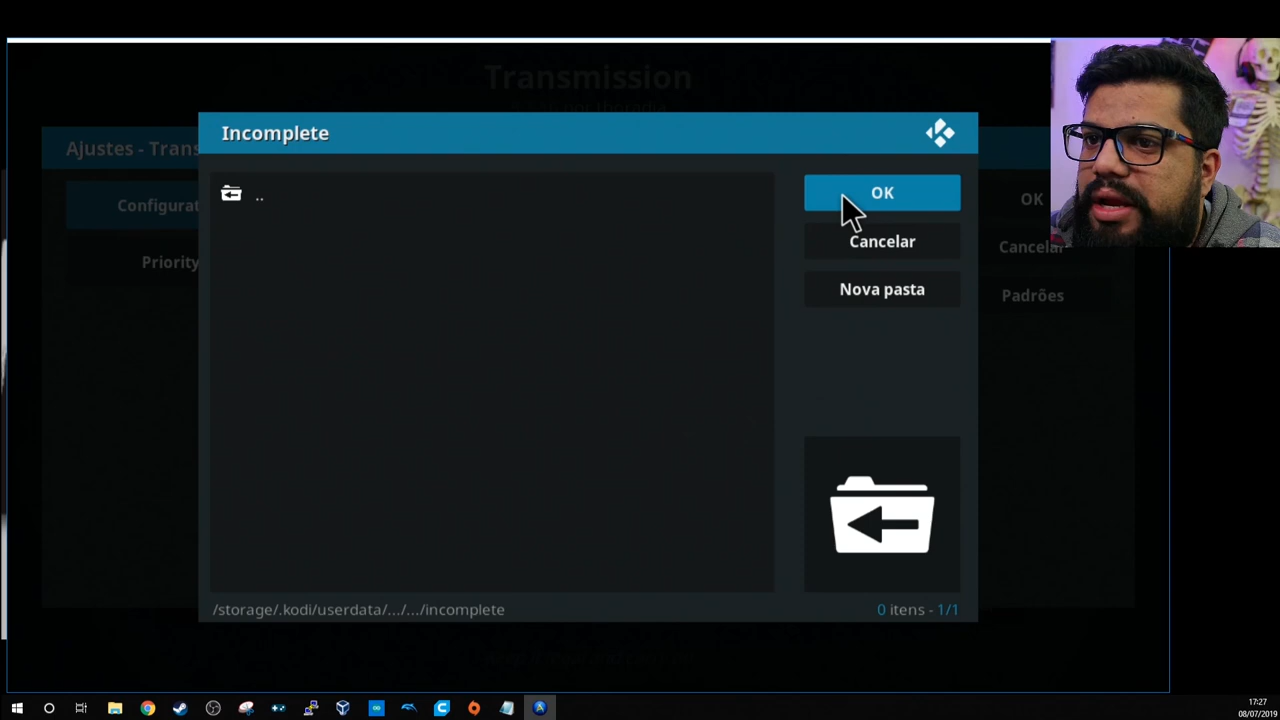 Transmission
Ajustes - Trans
Incomplete
..
OK
Cancelar
Nova pasta
Configurat
Priority
OK
Cancelar
Padrões
/storage/.kodi/userdata/.../.../incomplete
0 itens - 1/1
17:27
08/07/2019